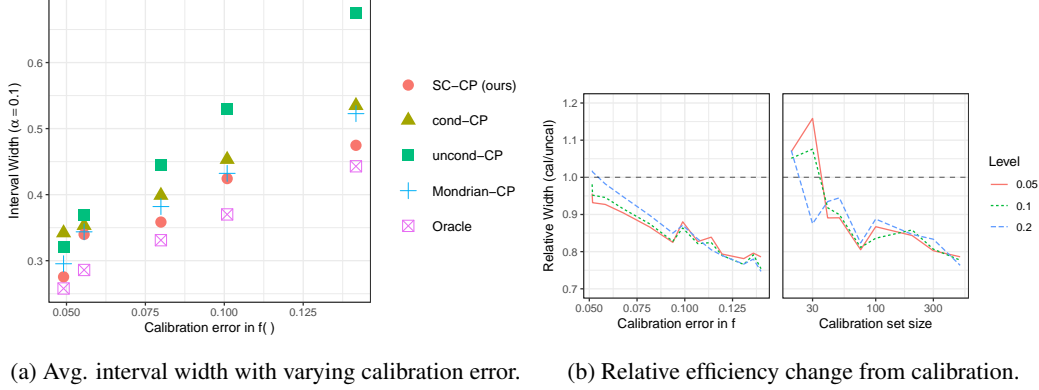 Interval Width (α = 0.1)
0.6
0.5
0.4
0.3
0.050 0.075 0.100 0.125
Calibration error in f( )
SC−CP (ours)
cond−CP
uncond−CP
Mondrian−CP
Oracle
Relative Width (cal/uncal)
1.2
1.1
1.0
0.9
0.8
0.7
0.050 0.075 0.100 0.125
Calibration error in f
30 100 300
Calibration set size
Level
0.05
0.1
0.2
(a) Avg. interval width with varying calibration error.
(b) Relative efficiency change from calibration.